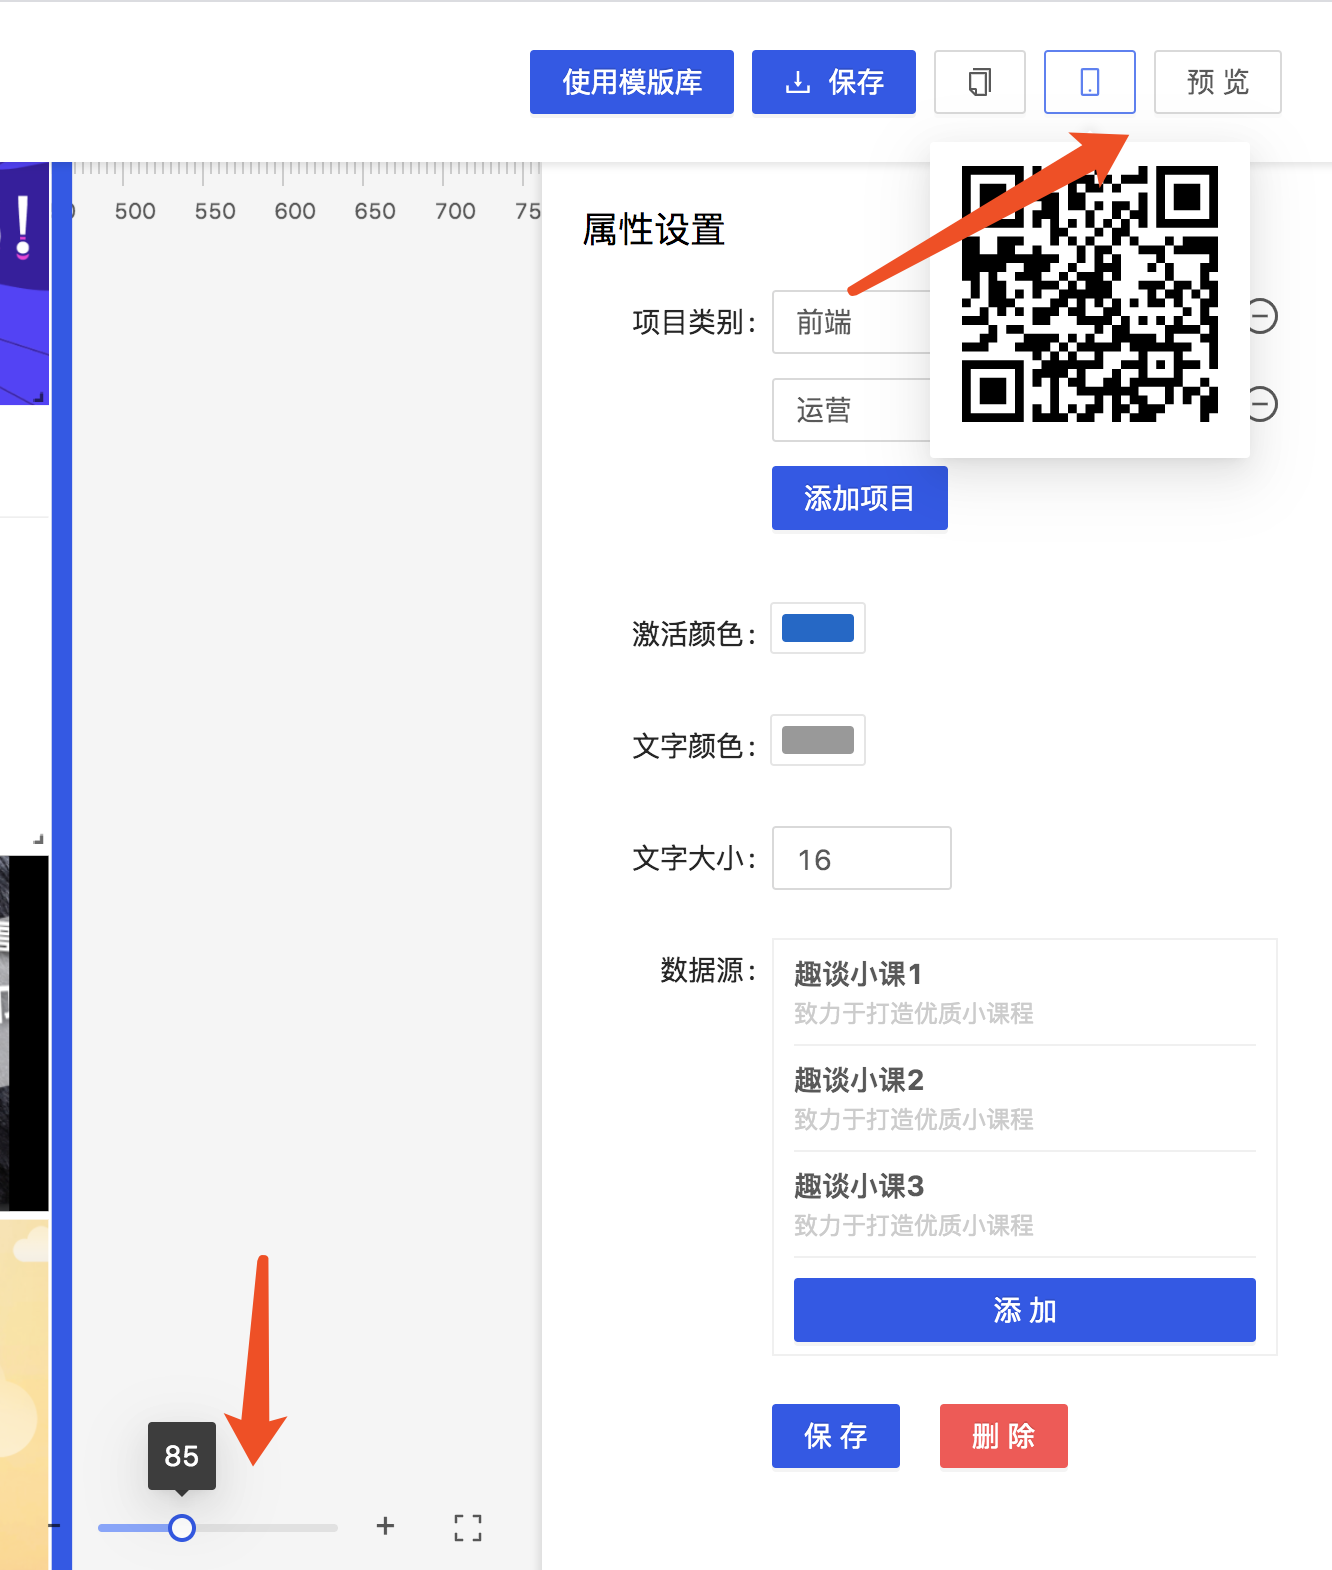 使用模版库
保存
预 览
!
500
550
600
650
700
75
属性设置
项目类别:
前端
运营
添加项目
激活颜色:
文字颜色:
文字大小:
16
数据源:
趣谈小课1
致力于打造优质小课程
趣谈小课2
致力于打造优质小课程
趣谈小课3
致力于打造优质小课程
添 加
保 存
删 除
85